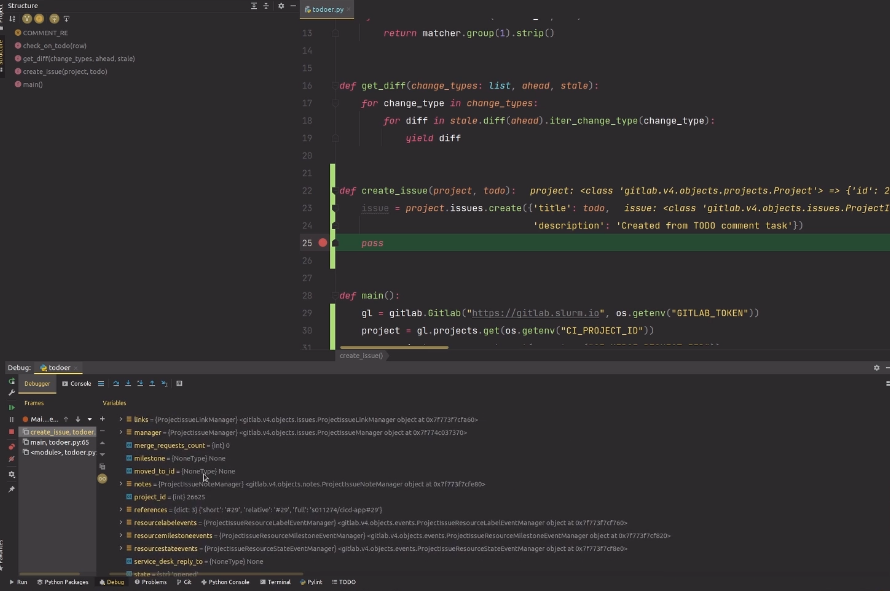 Structure
todoer.py
COMMENT_RE
check_on_todo(row)
get_diff(change_types, ahead, stale)
create_issue(project, todo)
main()
13 return matcher.group(1).strip()
14
15
16 def get_diff(change_types: list, ahead, stale):
17 for change_type in change_types:
18 for diff in stale.diff(ahead).iter_change_type(change_type):
19 yield diff
20
21
22 def create_issue(project, todo): project: <class 'gitlab.v4.objects.projects.Project'> => {'id': 2
23 issue = project.issues.create({'title': todo, issue: <class 'gitlab.v4.objects.issues.ProjectI
24 'description': 'Created from TODO comment task'})
25 pass
26
27
28 def main():
29 gl = gitlab.Gitlab("https://gitlab.slurm.io", os.getenv("GITLAB_TOKEN"))
30 project = gl.projects.get(os.getenv("CI_PROJECT_ID"))
31
create_issue()
Debug: todoer
Debugger Console
Frames Variables
Mai...e...
create_issue, todoer
main, todoer.py:65
<module>, todoer.py
links = {ProjectIssueLinkManager} <gitlab.v4.objects.issues.ProjectIssueLinkManager object at 0x7f773f7cfa60>
manager = {ProjectIssueManager} <gitlab.v4.objects.issues.ProjectIssueManager object at 0x7f774c037370>
merge_requests_count = {int} 0
milestone = {NoneType} None
moved_to_id = {NoneType} None
notes = {ProjectIssueNoteManager} <gitlab.v4.objects.notes.ProjectIssueNoteManager object at 0x7f773f7cfe80>
project_id = {int} 26625
references = {dict: 3} {'short': '#29', 'relative': '#29', 'full': 's011274/cicd-app#29'}
resourcelabelevents = {ProjectIssueResourceLabelEventManager} <gitlab.v4.objects.events.ProjectIssueResourceLabelEventManager object at 0x7f773f7cf7e0>
resourcemilestoneevents = {ProjectIssueResourceMilestoneEventManager} <gitlab.v4.objects.events.ProjectIssueResourceMilestoneEventManager object at 0x7f773f7cf820>
resourcestateevents = {ProjectIssueResourceStateEventManager} <gitlab.v4.objects.events.ProjectIssueResourceStateEventManager object at 0x7f773f7cf8e0>
service_desk_reply_to = {NoneType} None
state = {str} 'opened'
Run Python Packages Debug Problems Git Python Console Terminal Pylint TODO